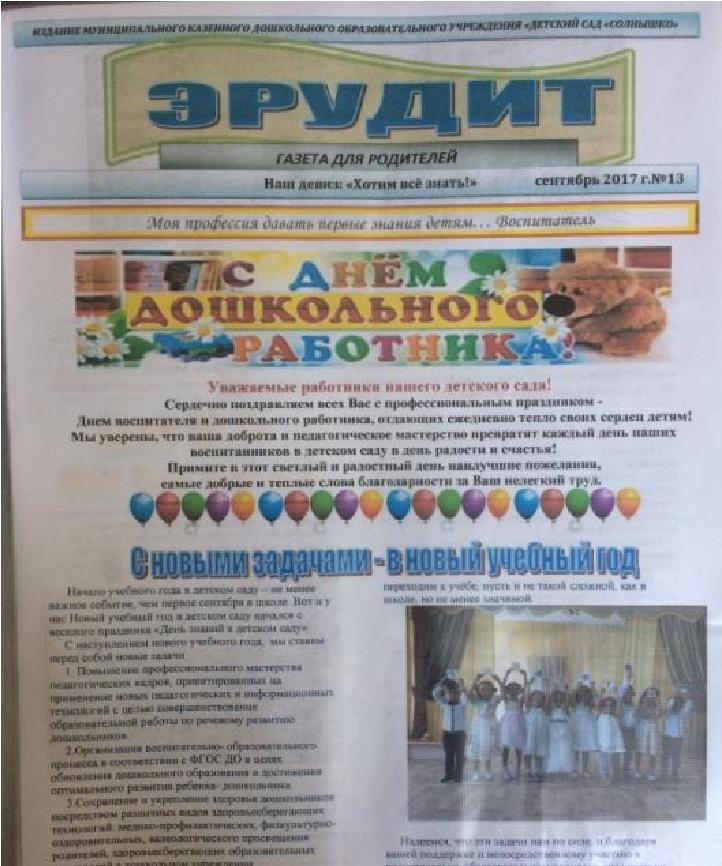 ИЗДАНИЕ МУНИЦИПАЛЬНОГО КАЗЕННОГО ДОШКОЛЬНОГО ОБРАЗОВАТЕЛЬНОГО УЧРЕЖДЕНИЯ «ДЕТСКИЙ САД «СОЛНЫШКО»
ЭРУДИТ
ГАЗЕТА ДЛЯ РОДИТЕЛЕЙ
Наш девиз: «Хотим всё знать!» сентябрь 2017 г.№13
Моя профессия давать первые знания детям… Воспитатель
С ДНЁМ
ДОШКОЛЬНОГО
РАБОТНИКА!
Уважаемые работники нашего детского сада!
Сердечно поздравляем всех Вас с профессиональным праздником -
Днем воспитателя и дошкольного работника, отдающих ежедневно тепло своих сердец детям!
Мы уверены, что ваша доброта и педагогическое мастерство превратят каждый день наших
воспитанников в детском саду в день радости и счастья!
Примите в этот светлый и радостный день наилучшие пожелания,
самые добрые и теплые слова благодарности за Ваш нелегкий труд.
С новыми задачами - в новый учебный год
Начало учебного года в детском саду – не менее
важное событие, чем первое сентября в школе. Вот и у
нас Новый учебный год в детском саду начался с
веселого праздника «День знаний в детском саду»
С наступлением нового учебного года, мы ставим
перед собой новые задачи
1. Повышение профессионального мастерства
педагогических кадров, ориентированных на
применение новых педагогических и информационных
технологий с целью совершенствования
образовательной работы по речевому развитию
дошкольников.
2.Организация воспитательно- образовательного
процесса в соответствии с ФГОС ДО в целях
обновления дошкольного образования и достижения
оптимального развития ребенка- дошкольника.
3.Сохранение и укрепление здоровья дошкольников
посредством различных видов здоровьесберегающих
технологий, медико-профилактических, физкультурно-
оздоровительных, валеологического просвещения
родителей, здоровьесберегающих образовательных
переходим к учёбе, пусть и не такой сложной, как в
школе, но не менее значимой.
Надеемся, что эти задачи нам по силе, и благодаря
вашей поддержке и непосредственному участию в